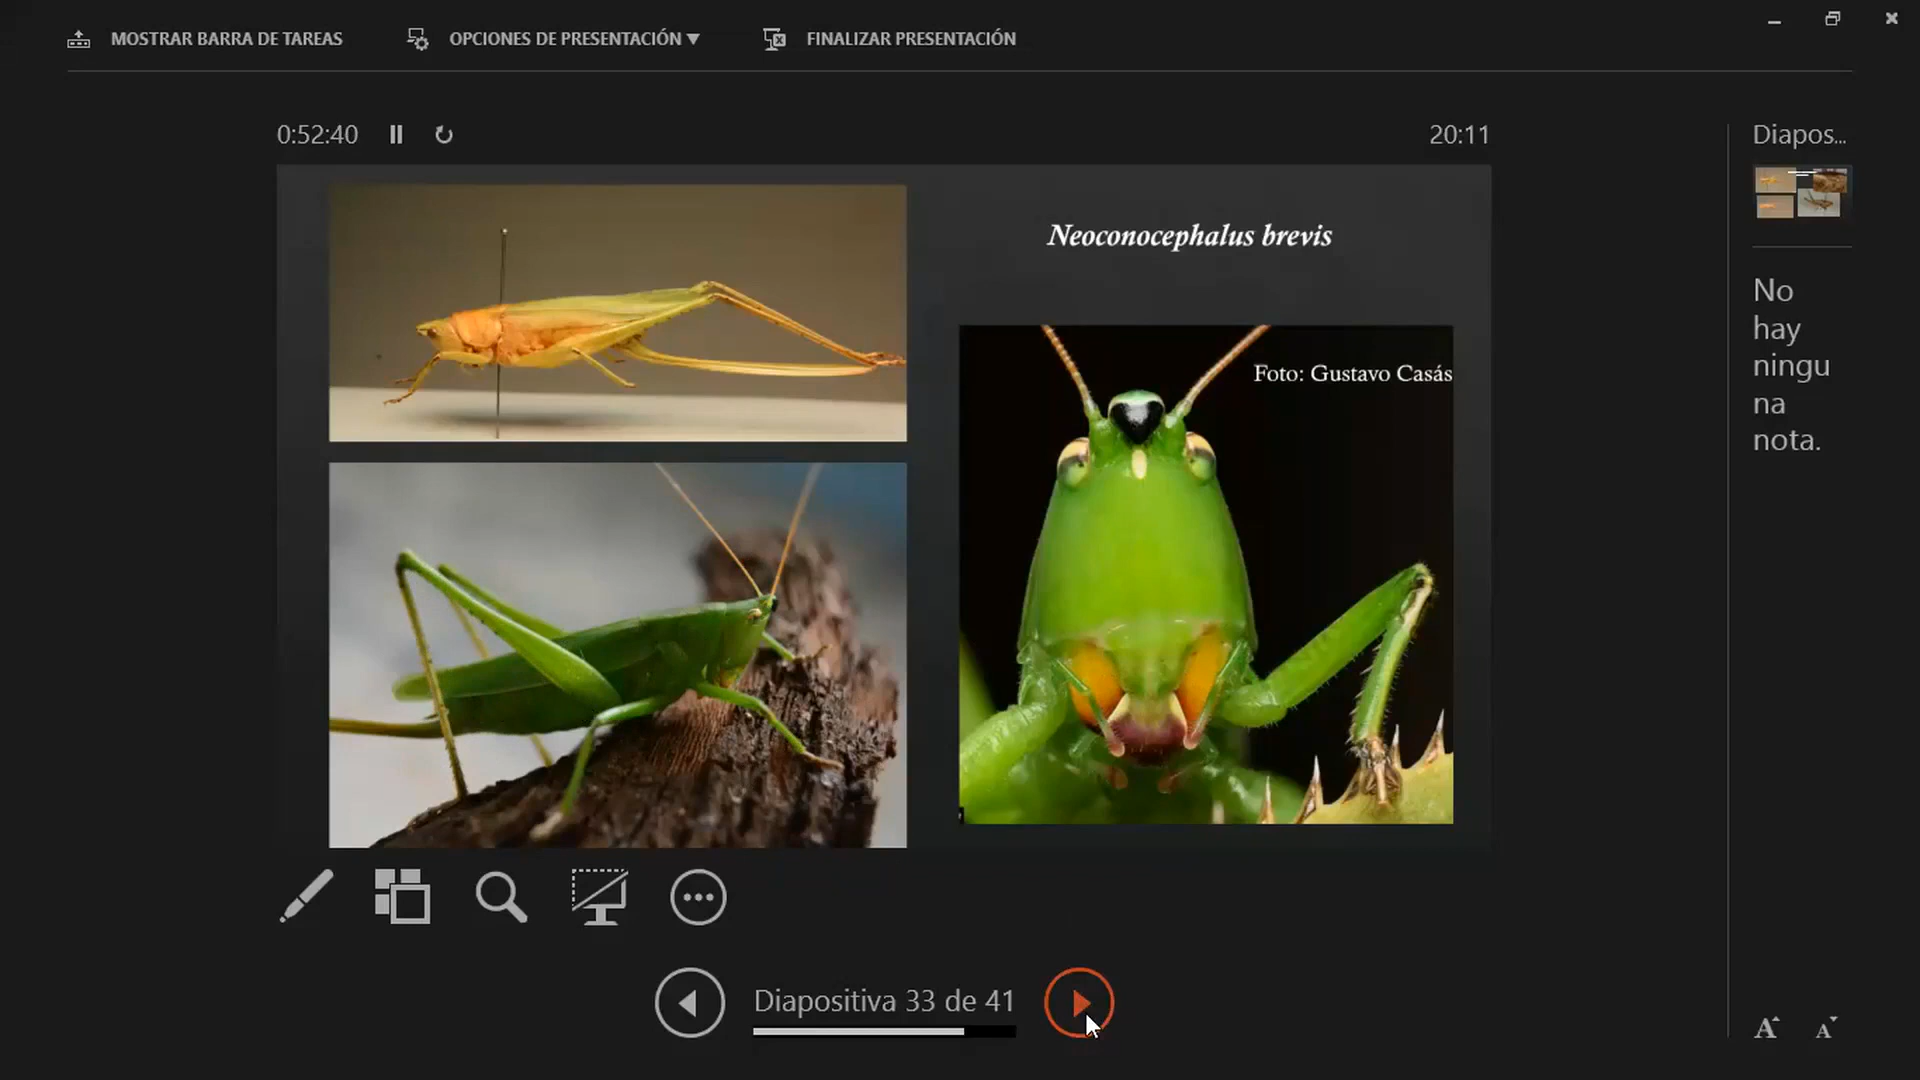 MOSTRAR BARRA DE TAREAS
OPCIONES DE PRESENTACIÓN
FINALIZAR PRESENTACIÓN
0:52:40
20:11
Diapos...
Neoconocephalus brevis
Foto: Gustavo Casás
No
hay
ningu
na
nota.
Diapositiva 33 de 41
A A